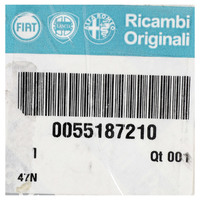 Ricambi
Originali
FIAT
0055187210
1
Qt 001
47N